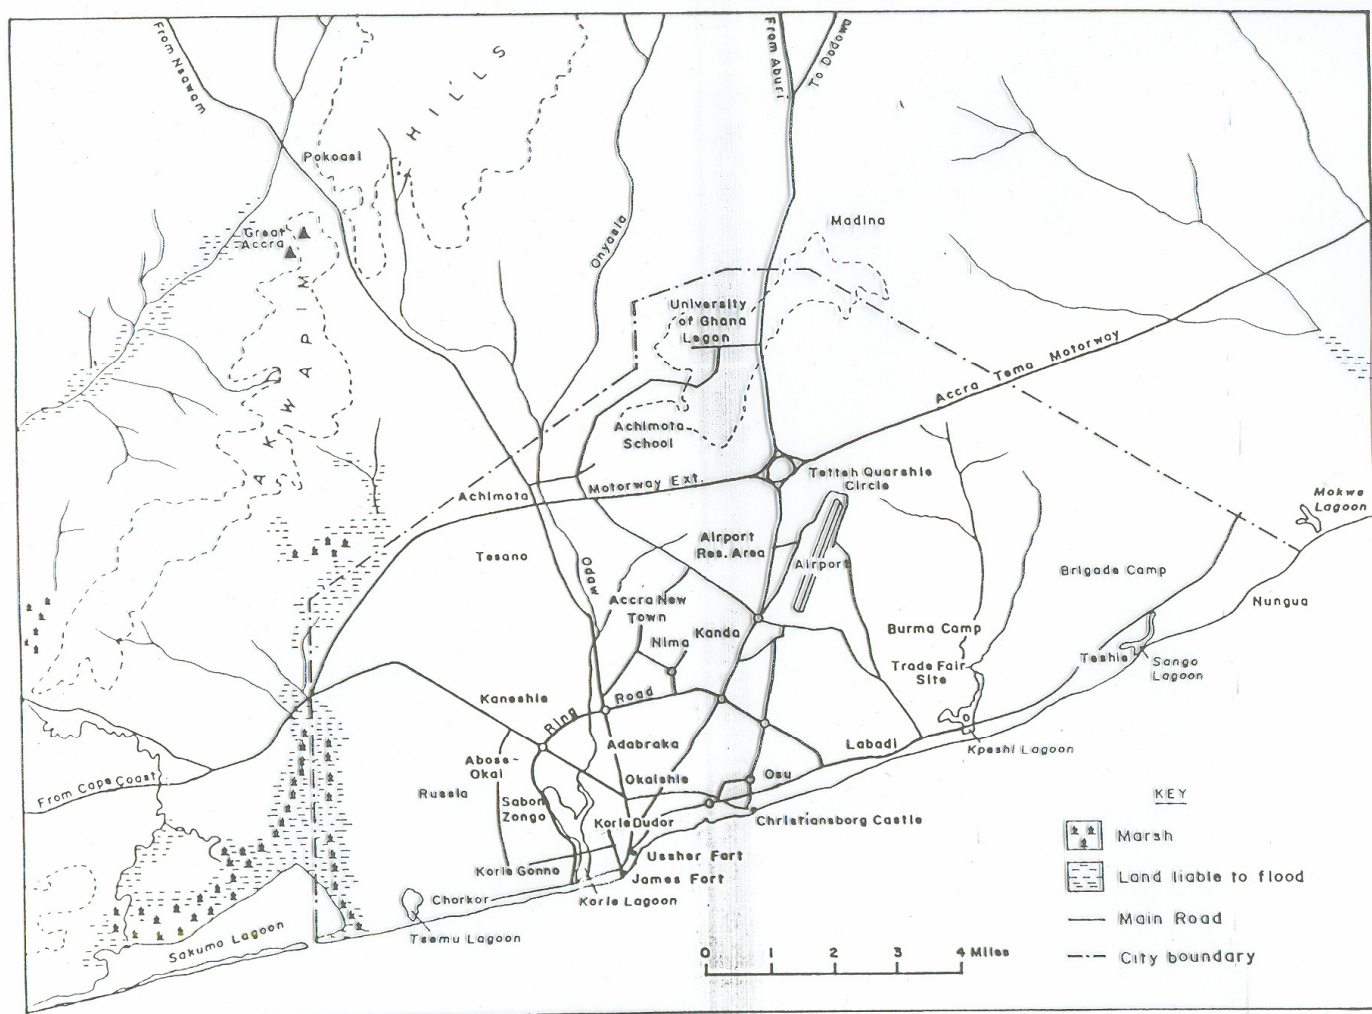 From Nsawam
HILLS
From Aburi
To Dodowa
Pokoasi
Great
Accra
Onyasia
Madina
AKWAPIM
University
of Ghana
Legon
Accra Tema Motorway
Achimota
School
Achimota
Motorway Ext.
Tetteh Quarshie
Circle
Mokwe
Lagoon
Tesano
Odaw
Airport
Res. Area
Airport
Brigade Camp
Accra New
Town
Nungua
Nima
Kanda
Burma Camp
Trade Fair
Site
Teshie
Sango
Lagoon
Kaneshie
Ring Road
Adabraka
Labadi
Kpeshi Lagoon
Abose-
Okai
From Cape Coast
Okaishie
Osu
Russia
Sabon
Zongo
Korle Dudor
Christiansborg Castle
Ussher Fort
Korle Gonno
James Fort
Chorkor
Korle Lagoon
Sakumo Lagoon
Tsemu Lagoon
KEY
Marsh
Land liable to flood
Main Road
City boundary
0 1 2 3 4 Miles